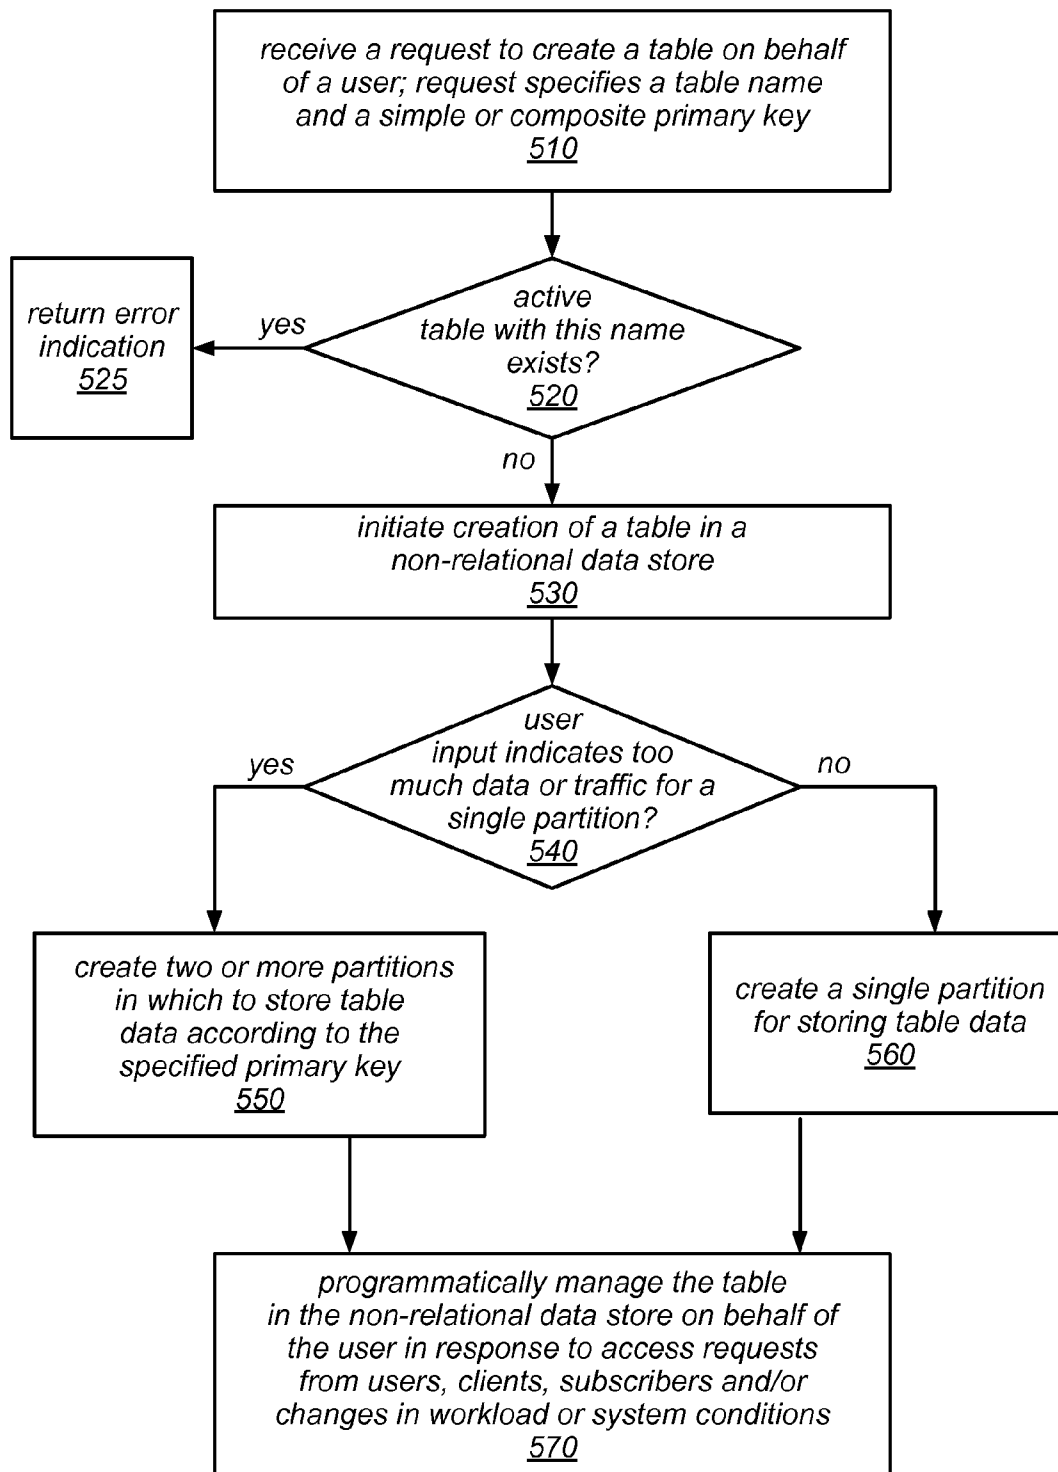 receive a request to create a table on behalf
of a user; request specifies a table name
and a simple or composite primary key
510
active
table with this name
exists?
520
yes
return error
indication
525
no
initiate creation of a table in a
non-relational data store
530
user
input indicates too
much data or traffic for a
single partition?
540
yes
no
create two or more partitions
in which to store table
data according to the
specified primary key
550
create a single partition
for storing table data
560
programmatically manage the table
in the non-relational data store on behalf of
the user in response to access requests
from users, clients, subscribers and/or
changes in workload or system conditions
570